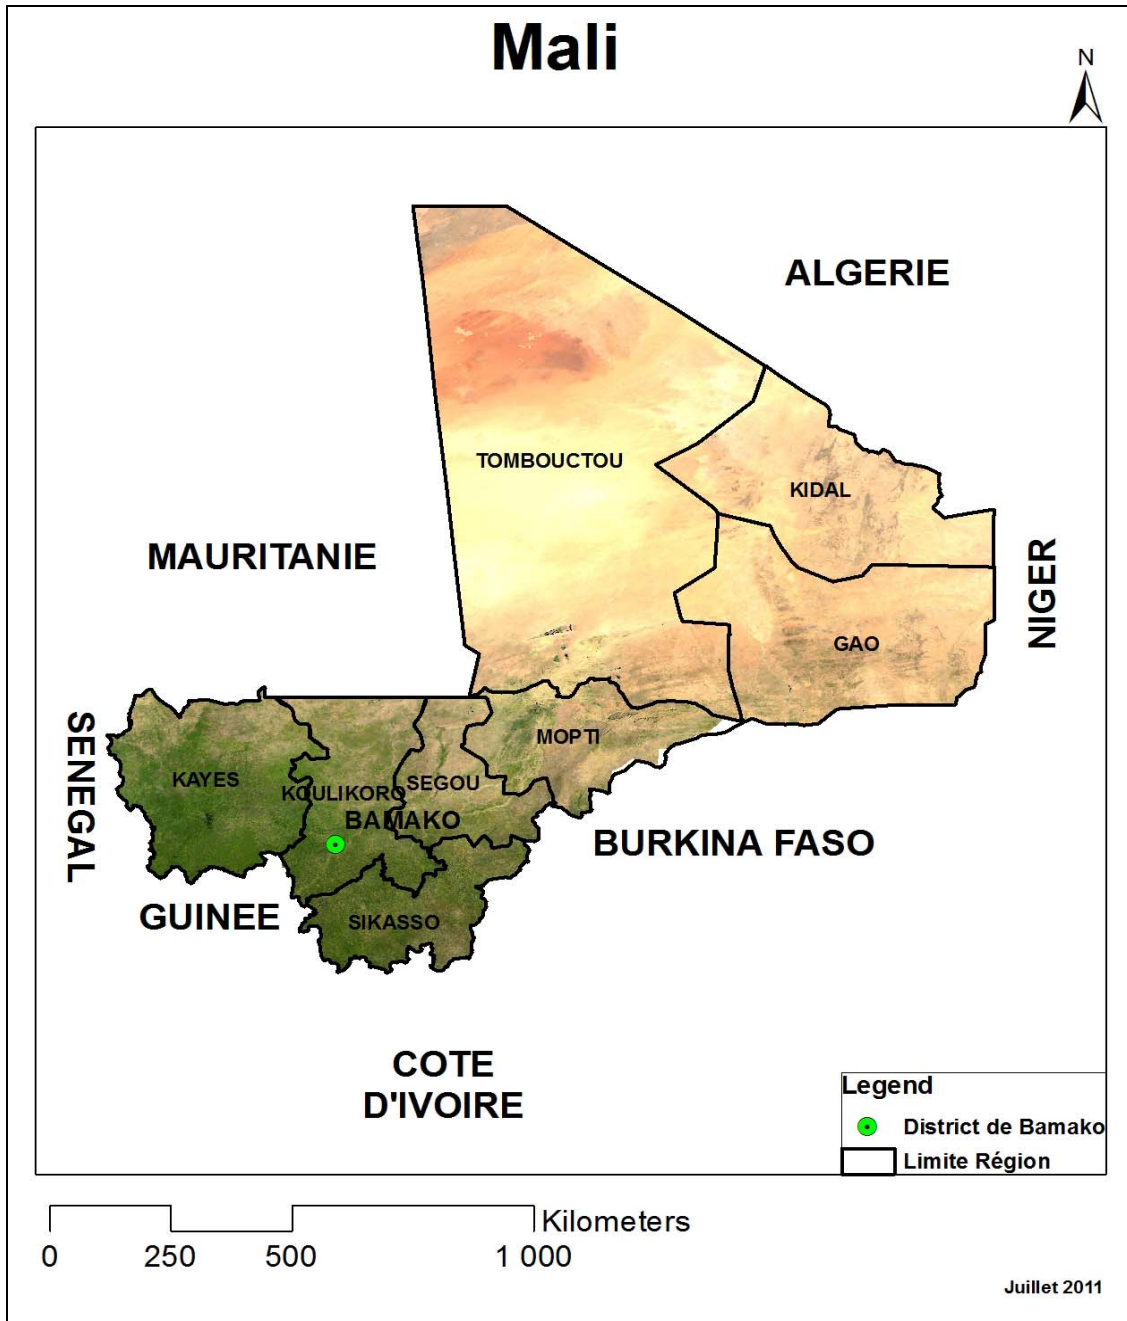 Mali
N
ALGERIE
TOMBOUCTOU
KIDAL
MAURITANIE
NIGER
GAO
SENEGAL
MOPTI
KAYES
KOULIKORO
SEGOU
BAMAKO
BURKINA FASO
GUINEE
SIKASSO
COTE
D'IVOIRE
Legend
District de Bamako
Limite Région
Kilometers
0 250 500 1 000
Juillet 2011